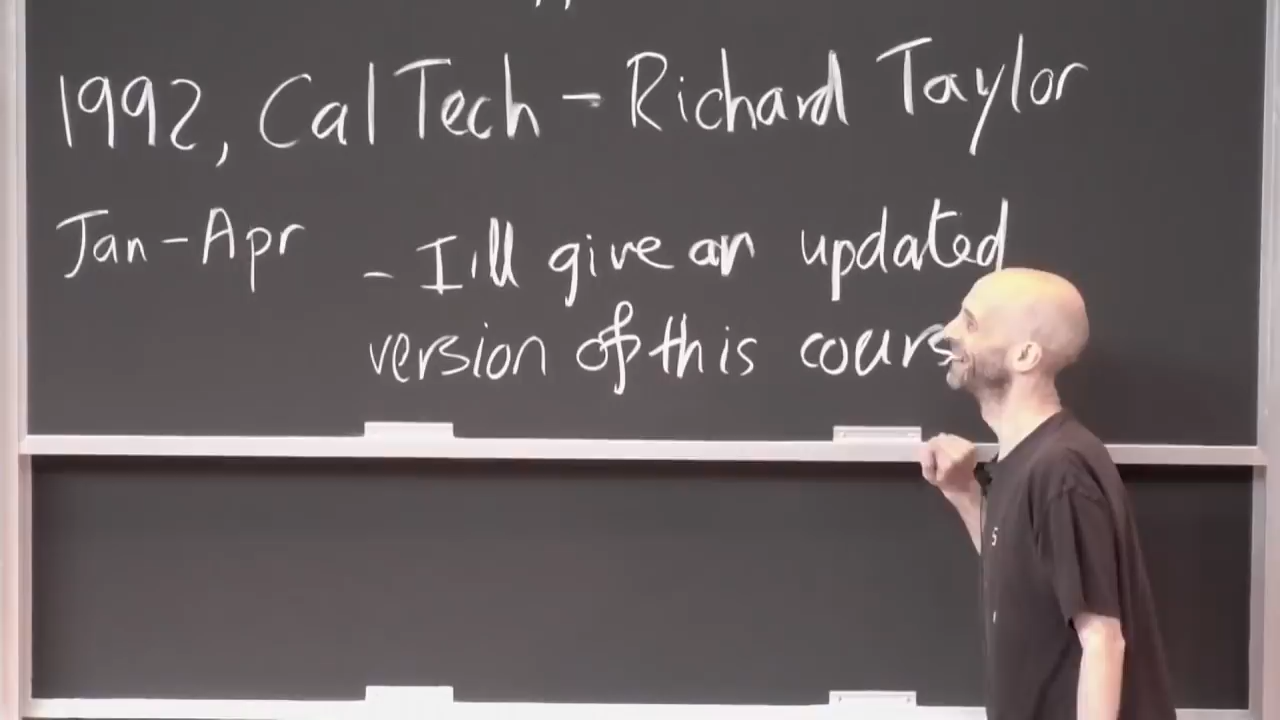 1992, CalTech - Richard Taylor
Jan - Apr - I'll give an updated
version of this cours